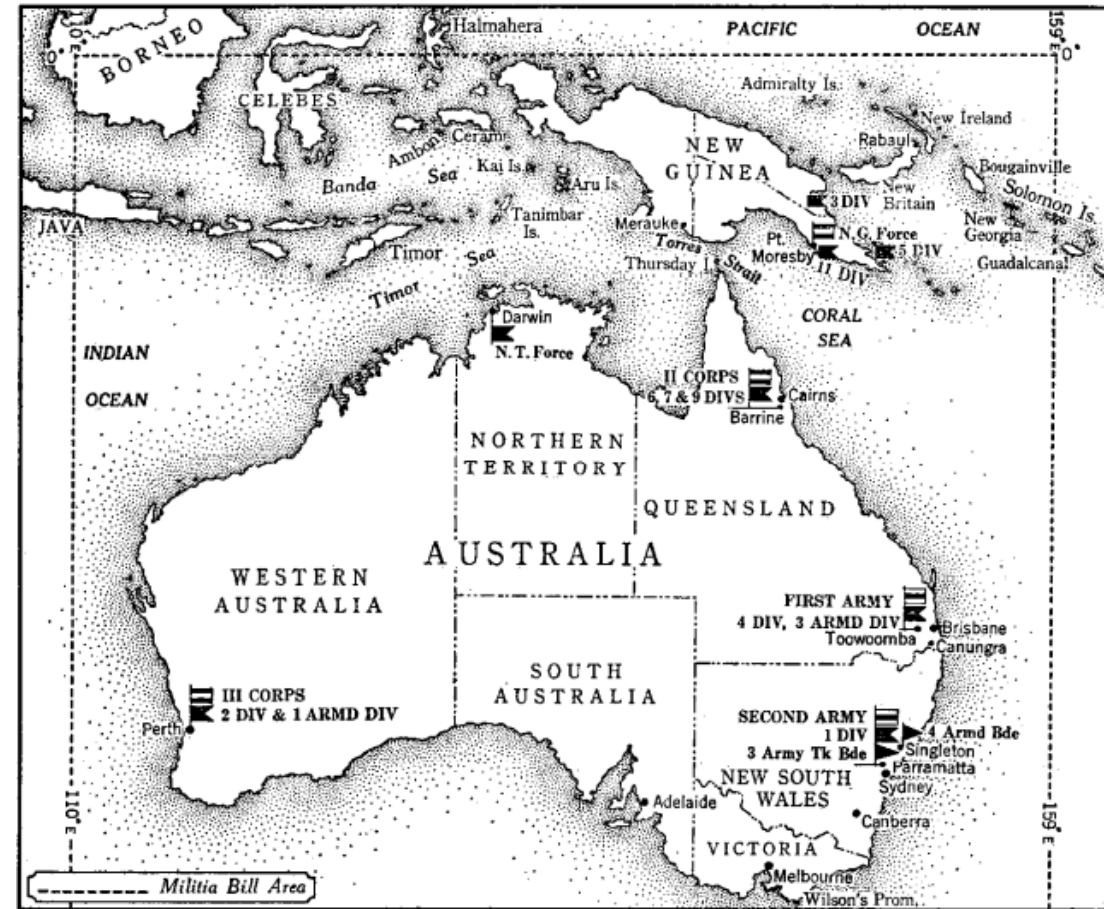 110°E
159°E
0°
0°
BORNEO
Halmahera
PACIFIC OCEAN
CELEBES
Admiralty Is.
New Ireland
Rabaul
NEW
GUINEA
Ambon
Ceram
Kai Is.
Aru Is.
Banda Sea
Bougainville
New
Britain
Solomon Is.
3 DIV
JAVA
Tanimbar
Is.
Merauke
N.G. Force
New
Georgia
Timor
Torres
Strait
Pt.
Moresby
5 DIV
11 DIV
Guadalcanal
Thursday I.
Timor Sea
CORAL
SEA
Darwin
N.T. Force
INDIAN
OCEAN
II CORPS
6, 7 & 9 DIVS
Cairns
Barrine
NORTHERN
TERRITORY
QUEENSLAND
AUSTRALIA
WESTERN
AUSTRALIA
FIRST ARMY
4 DIV, 3 ARMD DIV
Brisbane
Toowoomba
Canungra
SOUTH
AUSTRALIA
III CORPS
2 DIV & 1 ARMD DIV
Perth
SECOND ARMY
1 DIV
4 Armd Bde
3 Army Tk Bde
Singleton
Parramatta
Sydney
NEW SOUTH
WALES
Adelaide
Canberra
VICTORIA
Melbourne
Wilson's Prom.
110°E
159°E
Militia Bill Area